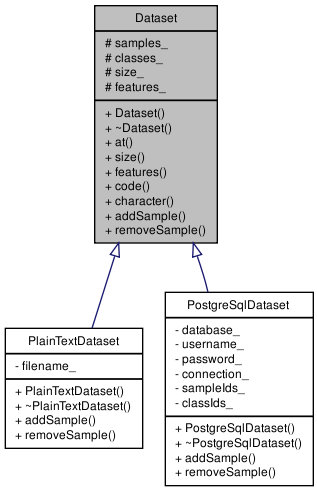 Dataset
# samples_
# classes_
# size_
# features_
+ Dataset()
+ ~Dataset()
+ at()
+ size()
+ features()
+ code()
+ character()
+ addSample()
+ removeSample()
PlainTextDataset
- filename_
+ PlainTextDataset()
+ ~PlainTextDataset()
+ addSample()
+ removeSample()
PostgreSqlDataset
- database_
- username_
- password_
- connection_
- sampleIds_
- classIds_
+ PostgreSqlDataset()
+ ~PostgreSqlDataset()
+ addSample()
+ removeSample()